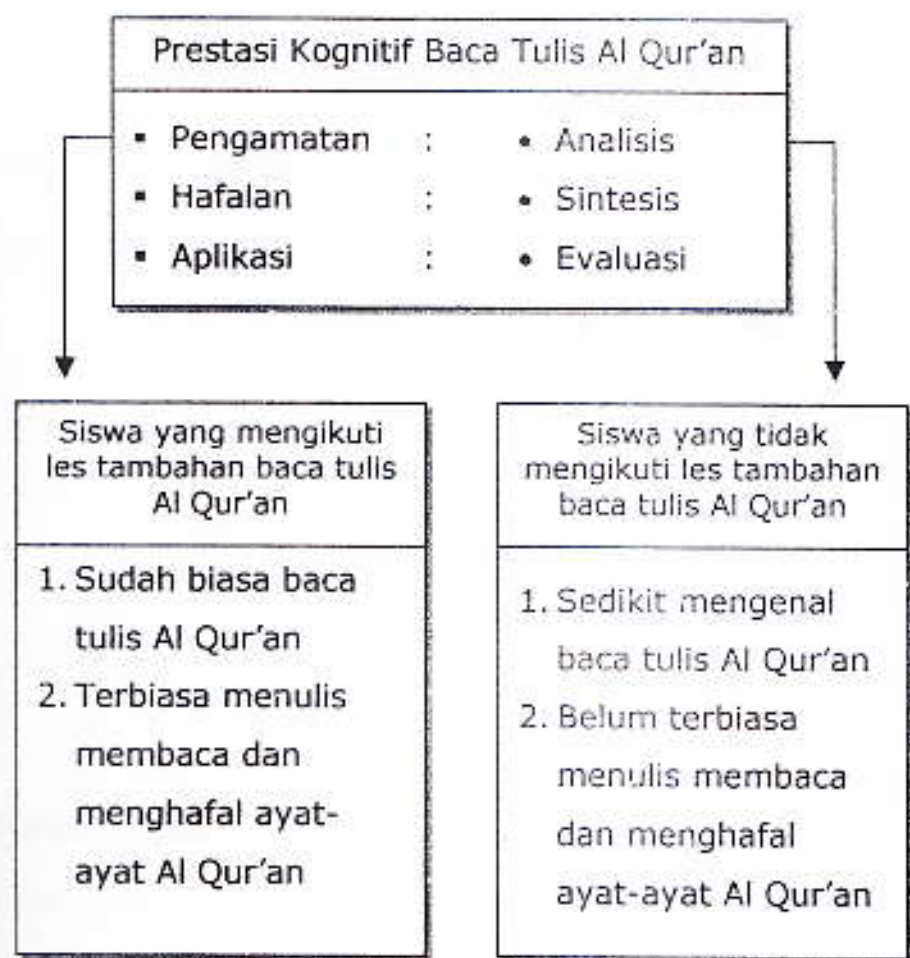 Prestasi Kognitif Baca Tulis Al Qur'an
▪ Pengamatan : • Analisis
▪ Hafalan : • Sintesis
▪ Aplikasi : • Evaluasi
Siswa yang mengikuti
les tambahan baca tulis
Al Qur'an
1. Sudah biasa baca
tulis Al Qur'an
2. Terbiasa menulis
membaca dan
menghafal ayat-
ayat Al Qur'an
Siswa yang tidak
mengikuti les tambahan
baca tulis Al Qur'an
1. Sedikit mengenal
baca tulis Al Qur'an
2. Belum terbiasa
menulis membaca
dan menghafal
ayat-ayat Al Qur'an